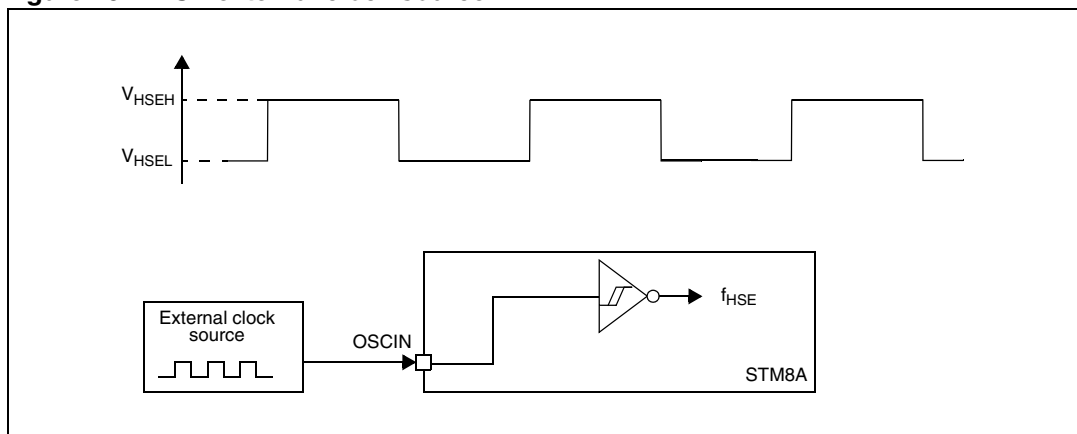 V_HSEH
V_HSEL
External clock
source
OSCIN
f_HSE
STM8A